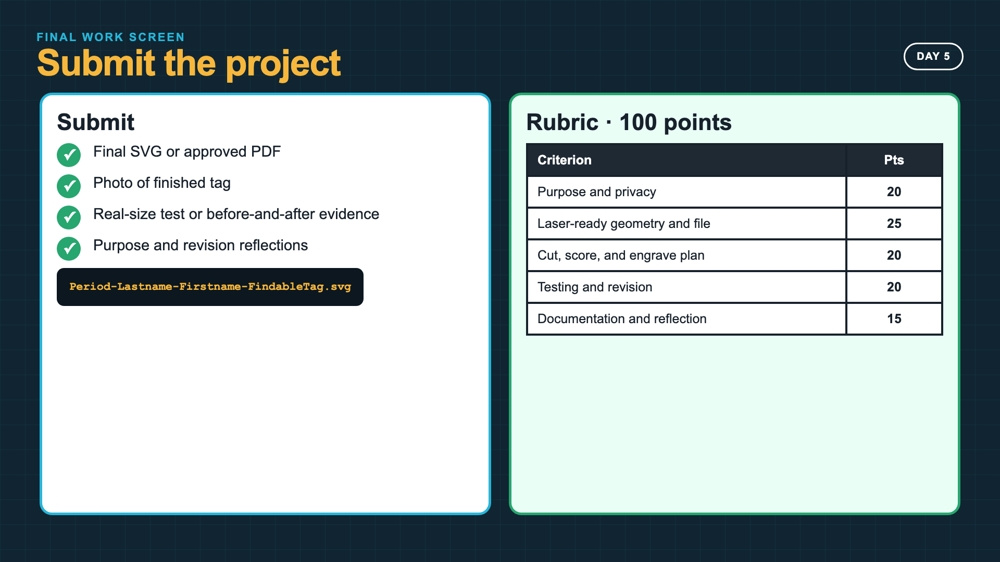 FINAL WORK SCREEN
Submit the project
DAY 5
Submit
Final SVG or approved PDF
Photo of finished tag
Real-size test or before-and-after evidence
Purpose and revision reflections
Period-Lastname-Firstname-FindableTag.svg
Rubric · 100 points
Criterion Pts
Purpose and privacy 20
Laser-ready geometry and file 25
Cut, score, and engrave plan 20
Testing and revision 20
Documentation and reflection 15